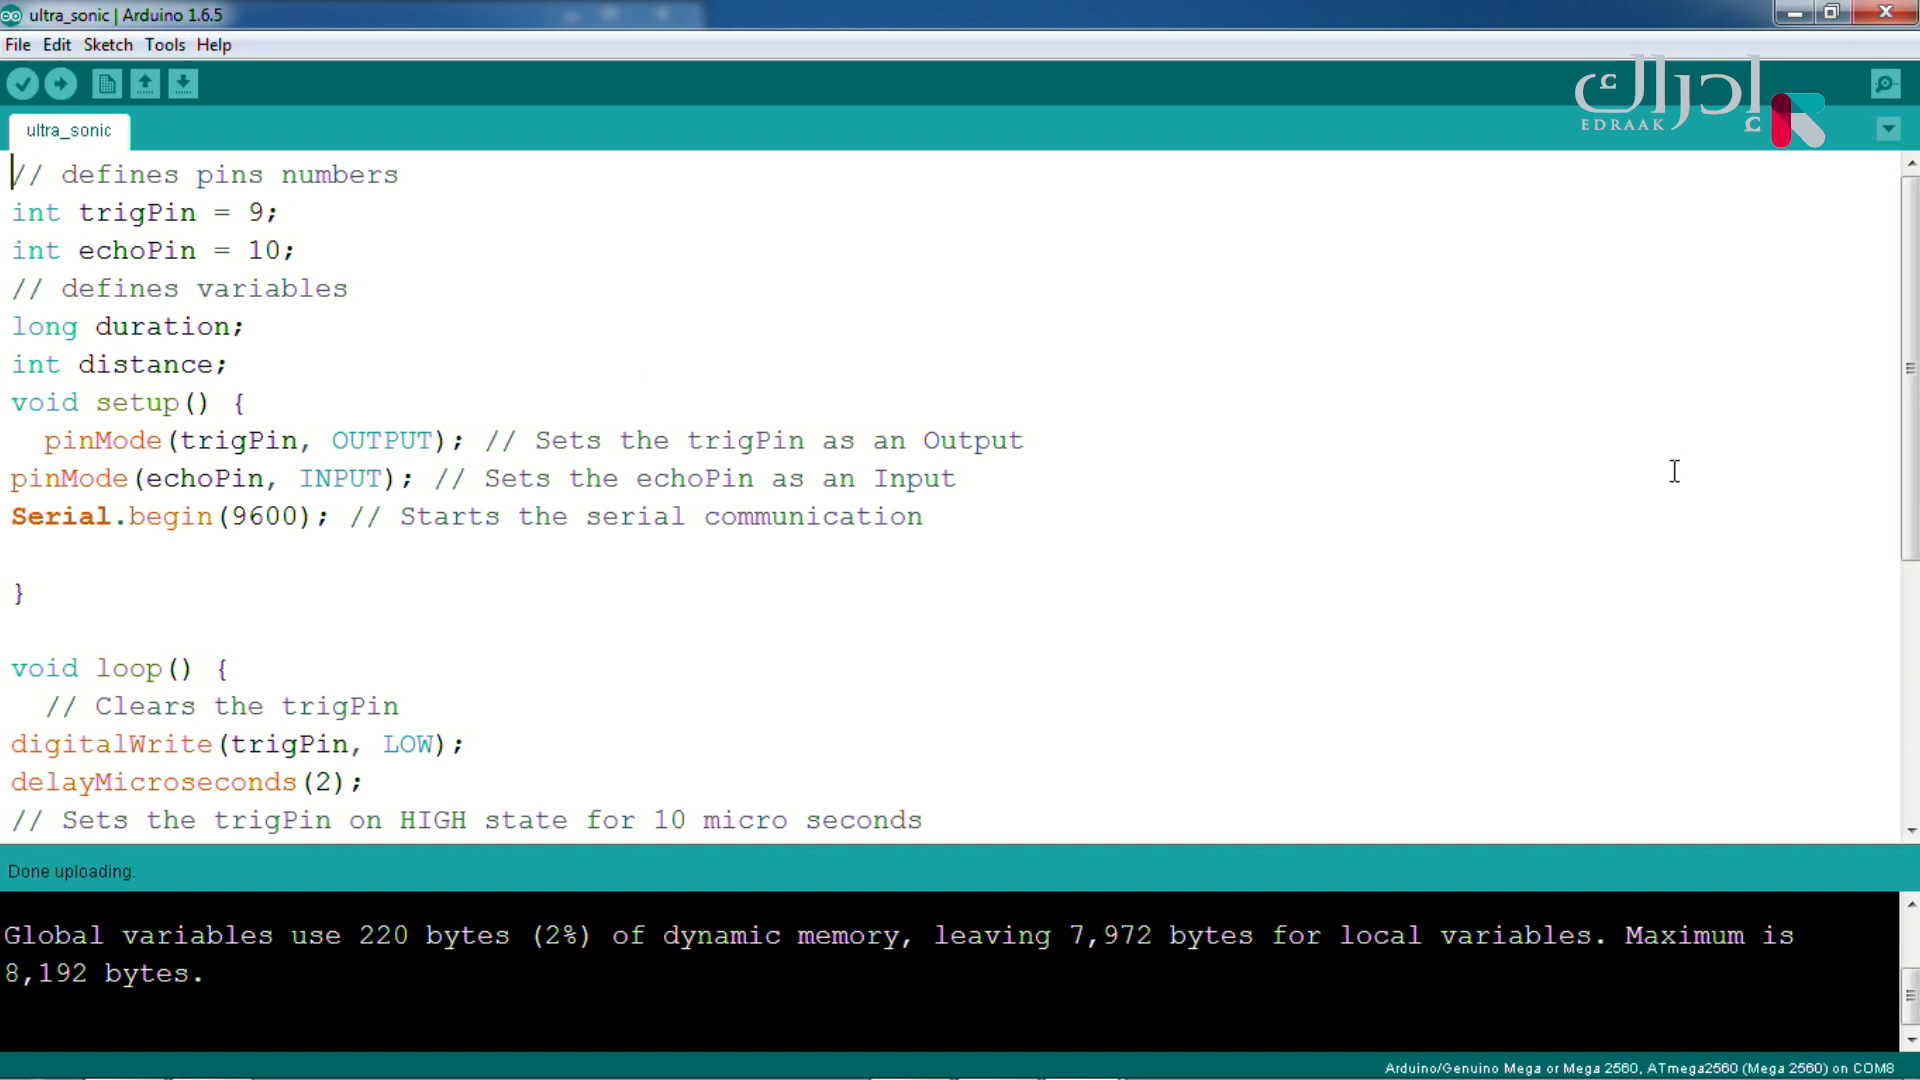 ultra_sonic | Arduino 1.6.5
File Edit Sketch Tools Help
إدراك
EDRAAK
ultra_sonic
// defines pins numbers
int trigPin = 9;
int echoPin = 10;
// defines variables
long duration;
int distance;
void setup() {
  pinMode(trigPin, OUTPUT); // Sets the trigPin as an Output
pinMode(echoPin, INPUT); // Sets the echoPin as an Input
Serial.begin(9600); // Starts the serial communication
}
void loop() {
  // Clears the trigPin
digitalWrite(trigPin, LOW);
delayMicroseconds(2);
// Sets the trigPin on HIGH state for 10 micro seconds
Done uploading.
Global variables use 220 bytes (2%) of dynamic memory, leaving 7,972 bytes for local variables. Maximum is
8,192 bytes.
Arduino/Genuino Mega or Mega 2560, ATmega2560 (Mega 2560) on COM8